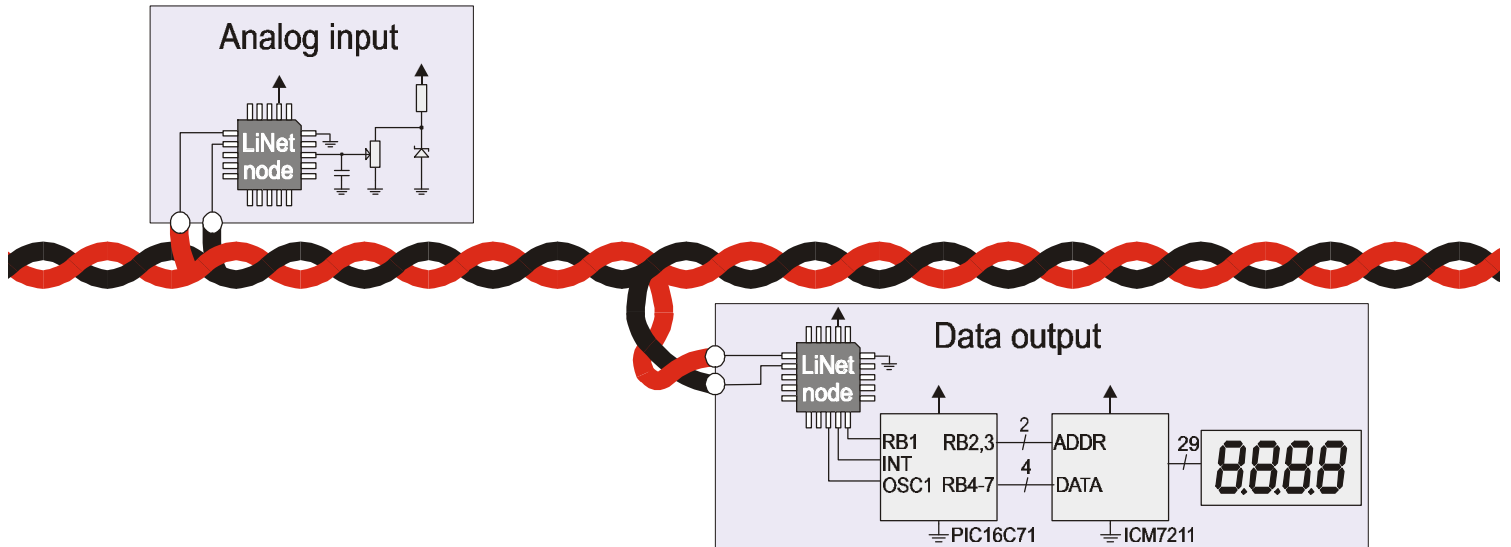 Analog input
LiNet
node
Data output
LiNet
node
RB1
RB2,3
2
ADDR
INT
OSC1
RB4-7
4
DATA
29
8.8.8.8
PIC16C71
ICM7211